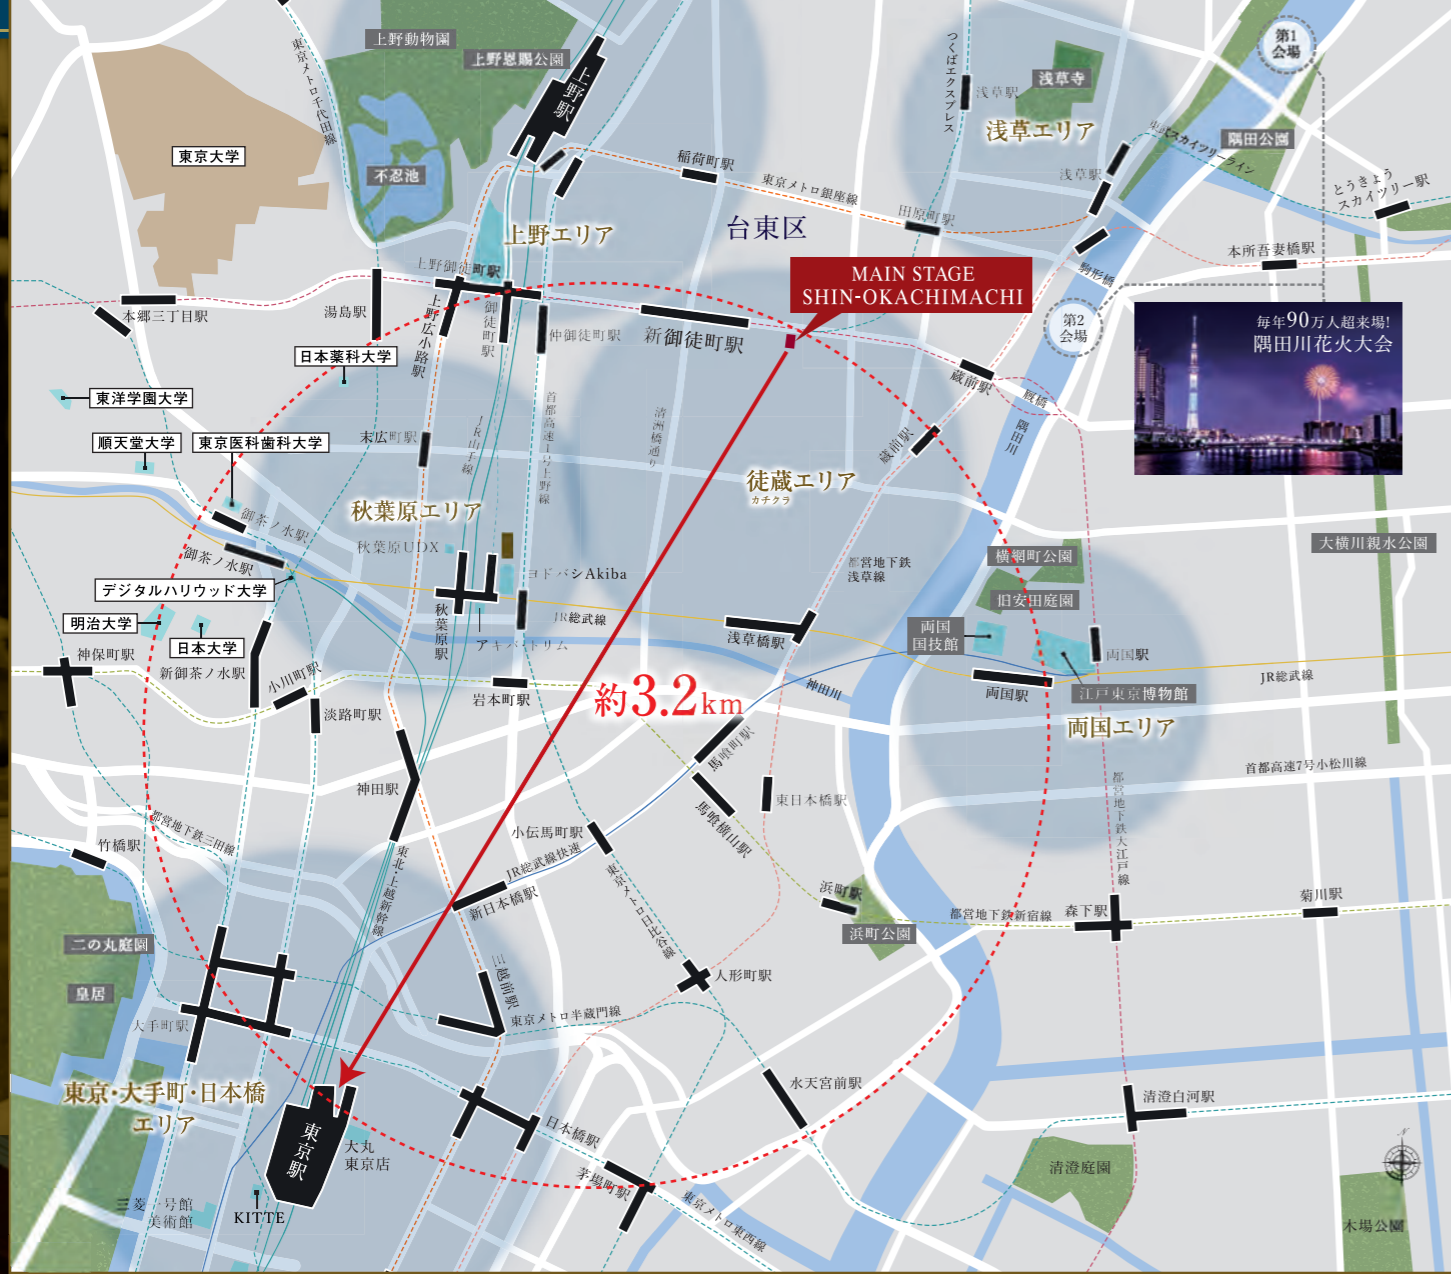 上野動物園
上野恩賜公園
上野駅
東京メトロ千代田線
東京大学
不忍池
上野エリア
稲荷町駅
東京メトロ銀座線
田原町駅
台東区
つくばエクスプレス
浅草駅
浅草寺
浅草エリア
浅草駅
東武スカイツリーライン
隅田公園
第1
会場
とうきょう
スカイツリー駅
本所吾妻橋駅
駒形橋
MAIN STAGE
SHIN-OKACHIMACHI
第2
会場
毎年90万人超来場!
隅田川花火大会
本郷三丁目駅
湯島駅
上野御徒町駅
上野広小路駅
御徒町駅
仲御徒町駅
新御徒町駅
蔵前駅
厩橋
隅田川
蔵前駅
日本薬科大学
東洋学園大学
順天堂大学
東京医科歯科大学
末広町駅
JR山手線
首都高速1号上野線
清洲橋通り
徒蔵エリア
カチクラ
秋葉原エリア
秋葉原UDX
御茶ノ水駅
御茶ノ水駅
デジタルハリウッド大学
明治大学
日本大学
ヨドバシAkiba
JR総武線
秋葉原駅
アキバ・トリム
都営地下鉄
浅草線
浅草橋駅
横網町公園
旧安田庭園
両国
国技館
両国駅
両国駅
江戸東京博物館
両国エリア
JR総武線
大横川親水公園
首都高速7号小松川線
神保町駅
新御茶ノ水駅
小川町駅
淡路町駅
岩本町駅
約3.2km
神田川
馬喰町駅
馬喰横山駅
東日本橋駅
都営地下鉄大江戸線
神田駅
小伝馬町駅
JR総武線快速
新日本橋駅
東京メトロ日比谷線
竹橋駅
都営地下鉄三田線
東北・上越新幹線
浜町駅
浜町公園
都営地下鉄新宿線
森下駅
菊川駅
二の丸庭園
皇居
大手町駅
三越前駅
東京メトロ半蔵門線
人形町駅
水天宮前駅
清澄白河駅
東京・大手町・日本橋
エリア
東京駅
大丸
東京店
三菱一号館
美術館
KITTE
日本橋駅
茅場町駅
東京メトロ東西線
清澄庭園
木場公園
N